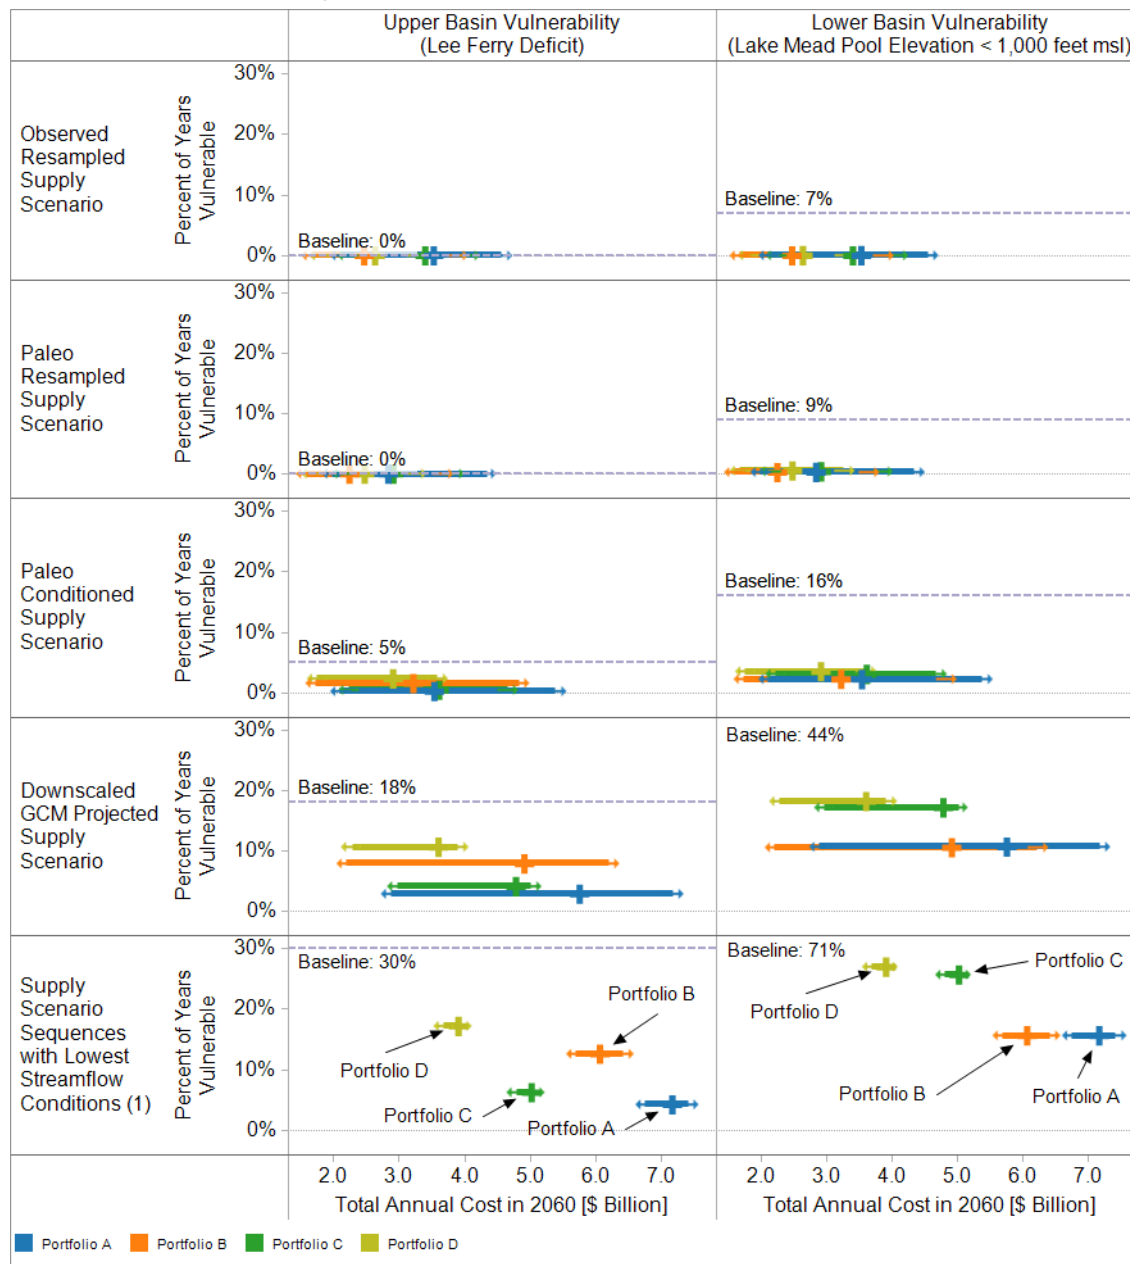 Upper Basin Vulnerability
(Lee Ferry Deficit)
Lower Basin Vulnerability
(Lake Mead Pool Elevation < 1,000 feet msl)
Observed
Resampled
Supply
Scenario
Percent of Years
Vulnerable
30%
20%
10%
0%
Baseline: 0%
Baseline: 7%
Paleo
Resampled
Supply
Scenario
Percent of Years
Vulnerable
30%
20%
10%
0%
Baseline: 0%
Baseline: 9%
Paleo
Conditioned
Supply
Scenario
Percent of Years
Vulnerable
30%
20%
10%
0%
Baseline: 5%
Baseline: 16%
Downscaled
GCM Projected
Supply
Scenario
Percent of Years
Vulnerable
30%
20%
10%
0%
Baseline: 18%
Baseline: 44%
Supply
Scenario
Sequences
with Lowest
Streamflow
Conditions (1)
Percent of Years
Vulnerable
30%
20%
10%
0%
Baseline: 30%
Portfolio B
Portfolio D
Portfolio C
Portfolio A
Baseline: 71%
Portfolio C
Portfolio D
Portfolio B
Portfolio A
2.0 3.0 4.0 5.0 6.0 7.0
Total Annual Cost in 2060 [$ Billion]
2.0 3.0 4.0 5.0 6.0 7.0
Total Annual Cost in 2060 [$ Billion]
Portfolio A Portfolio B Portfolio C Portfolio D